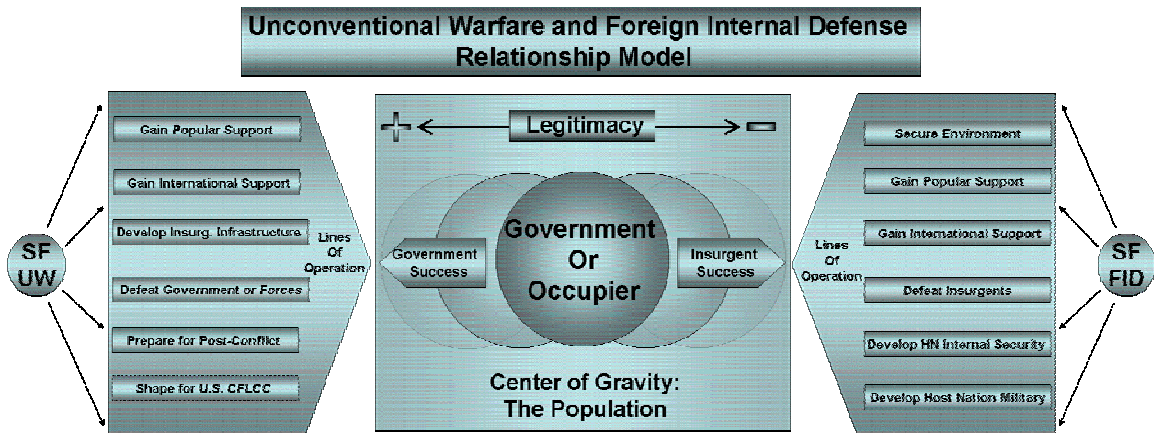 Unconventional Warfare and Foreign Internal Defense
Relationship Model
SF
UW
Gain Popular Support
Gain International Support
Develop Insurg. Infrastructure
Defeat Government or Forces
Prepare for Post-Conflict
Shape for U.S. CFLCC
Lines
Of
Operation
+
Legitimacy
-
Government
Success
Government
Or
Occupier
Insurgent
Success
Center of Gravity:
The Population
Lines
Of
Operation
Secure Environment
Gain Popular Support
Gain International Support
Defeat Insurgents
Develop HN Internal Security
Develop Host Nation Military
SF
FID